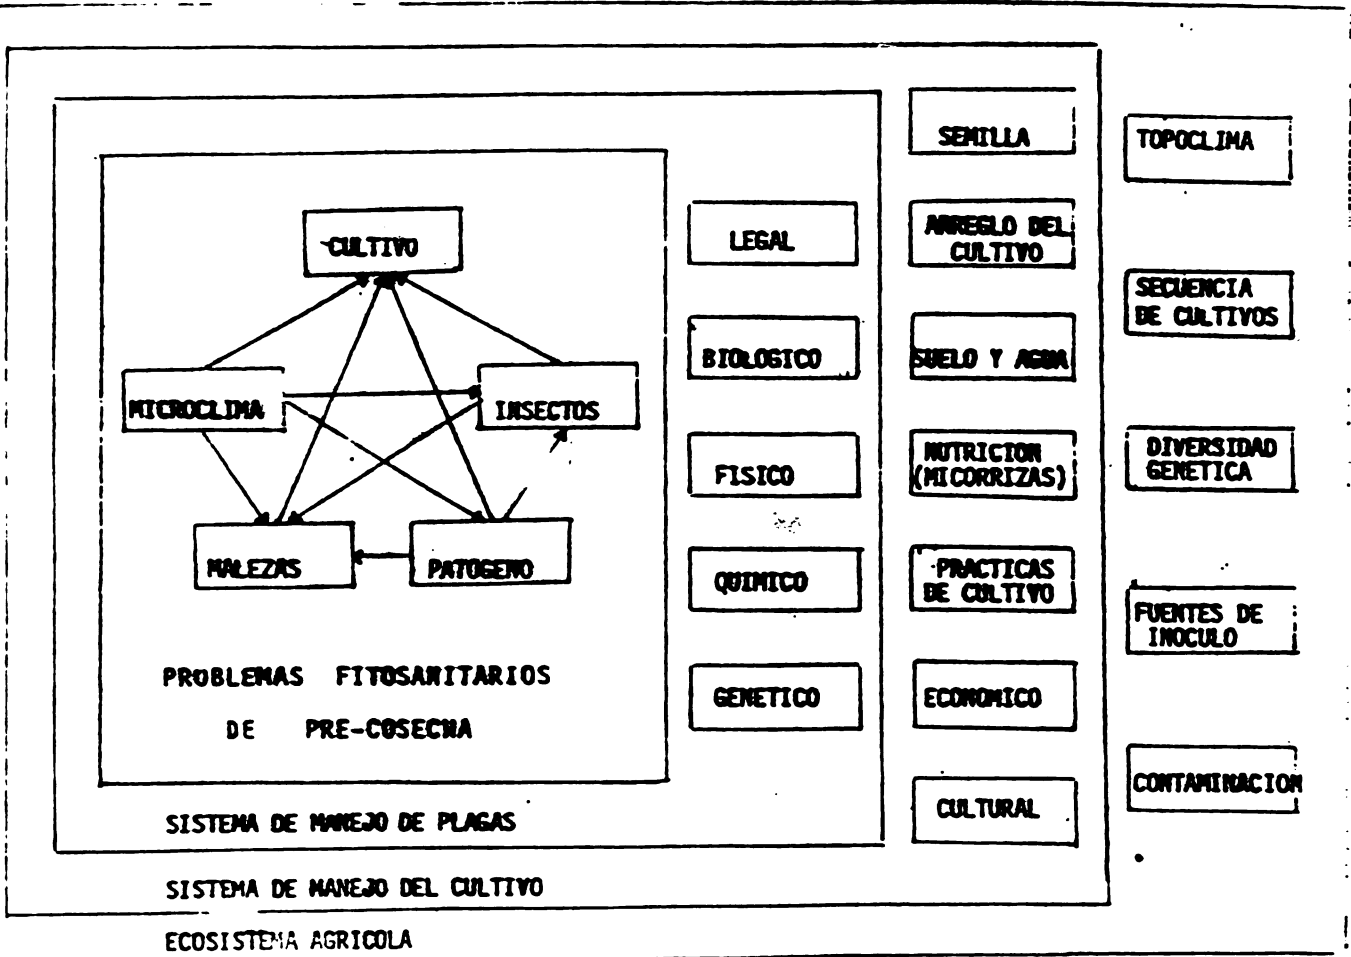 CULTIVO
MICROCLIMA
INSECTOS
MALEZAS
PATOGENO
PROBLEMAS FITOSANITARIOS
DE PRE-COSECHA
LEGAL
BIOLOGICO
FISICO
QUIMICO
GENETICO
SISTEMA DE MANEJO DE PLAGAS
SEMILLA
ARREGLO DEL
CULTIVO
SUELO Y AGUA
NUTRICION
(MICORRIZAS)
PRACTICAS
DE CULTIVO
ECONOMICO
CULTURAL
SISTEMA DE MANEJO DEL CULTIVO
TOPOCLIMA
SECUENCIA
DE CULTIVOS
DIVERSIDAD
GENETICA
FUENTES DE
INOCULO
CONTAMINACION
ECOSISTEMA AGRICOLA